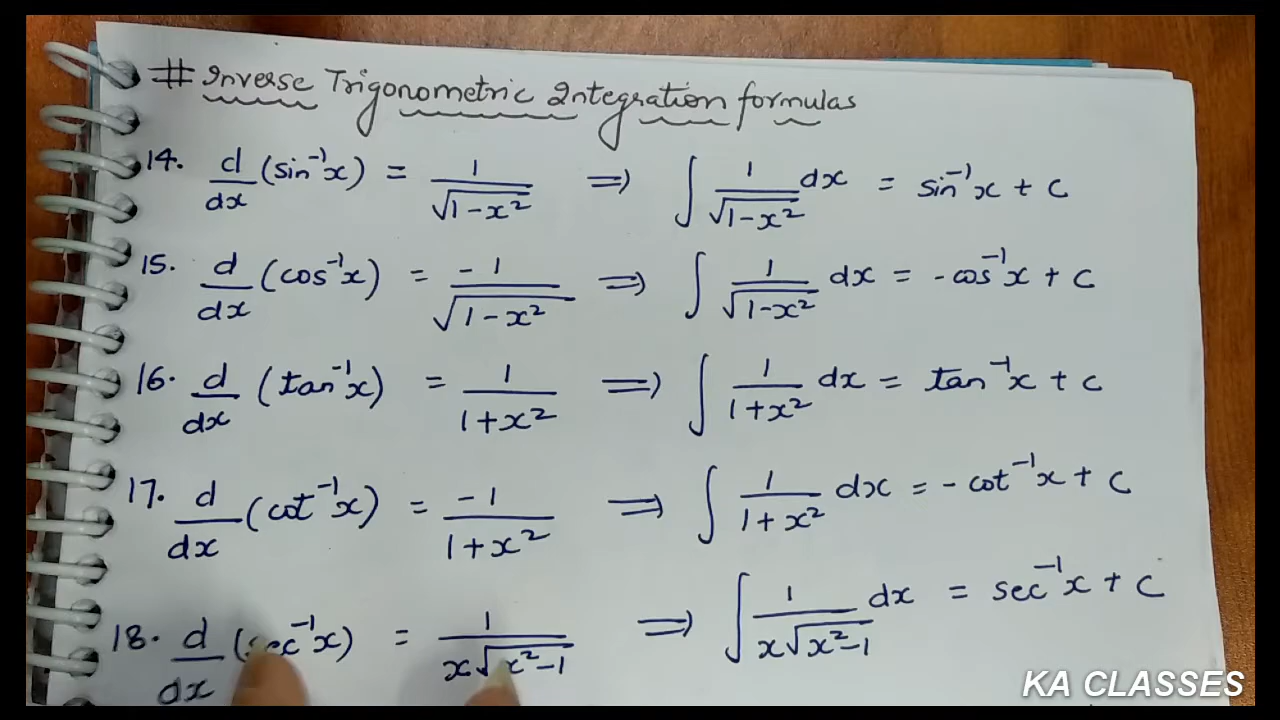 # Inverse Trigonometric Integration formulas
14. d/dx (sin⁻¹x) = 1/√(1-x²) ⇒ ∫ 1/√(1-x²) dx = sin⁻¹x + c
15. d/dx (cos⁻¹x) = -1/√(1-x²) ⇒ ∫ 1/√(1-x²) dx = -cos⁻¹x + c
16. d/dx (tan⁻¹x) = 1/(1+x²) ⇒ ∫ 1/(1+x²) dx = tan⁻¹x + c
17. d/dx (cot⁻¹x) = -1/(1+x²) ⇒ ∫ 1/(1+x²) dx = -cot⁻¹x + c
18. d/dx (sec⁻¹x) = 1/(x√(x²-1)) ⇒ ∫ 1/(x√(x²-1)) dx = sec⁻¹x + c
KA CLASSES